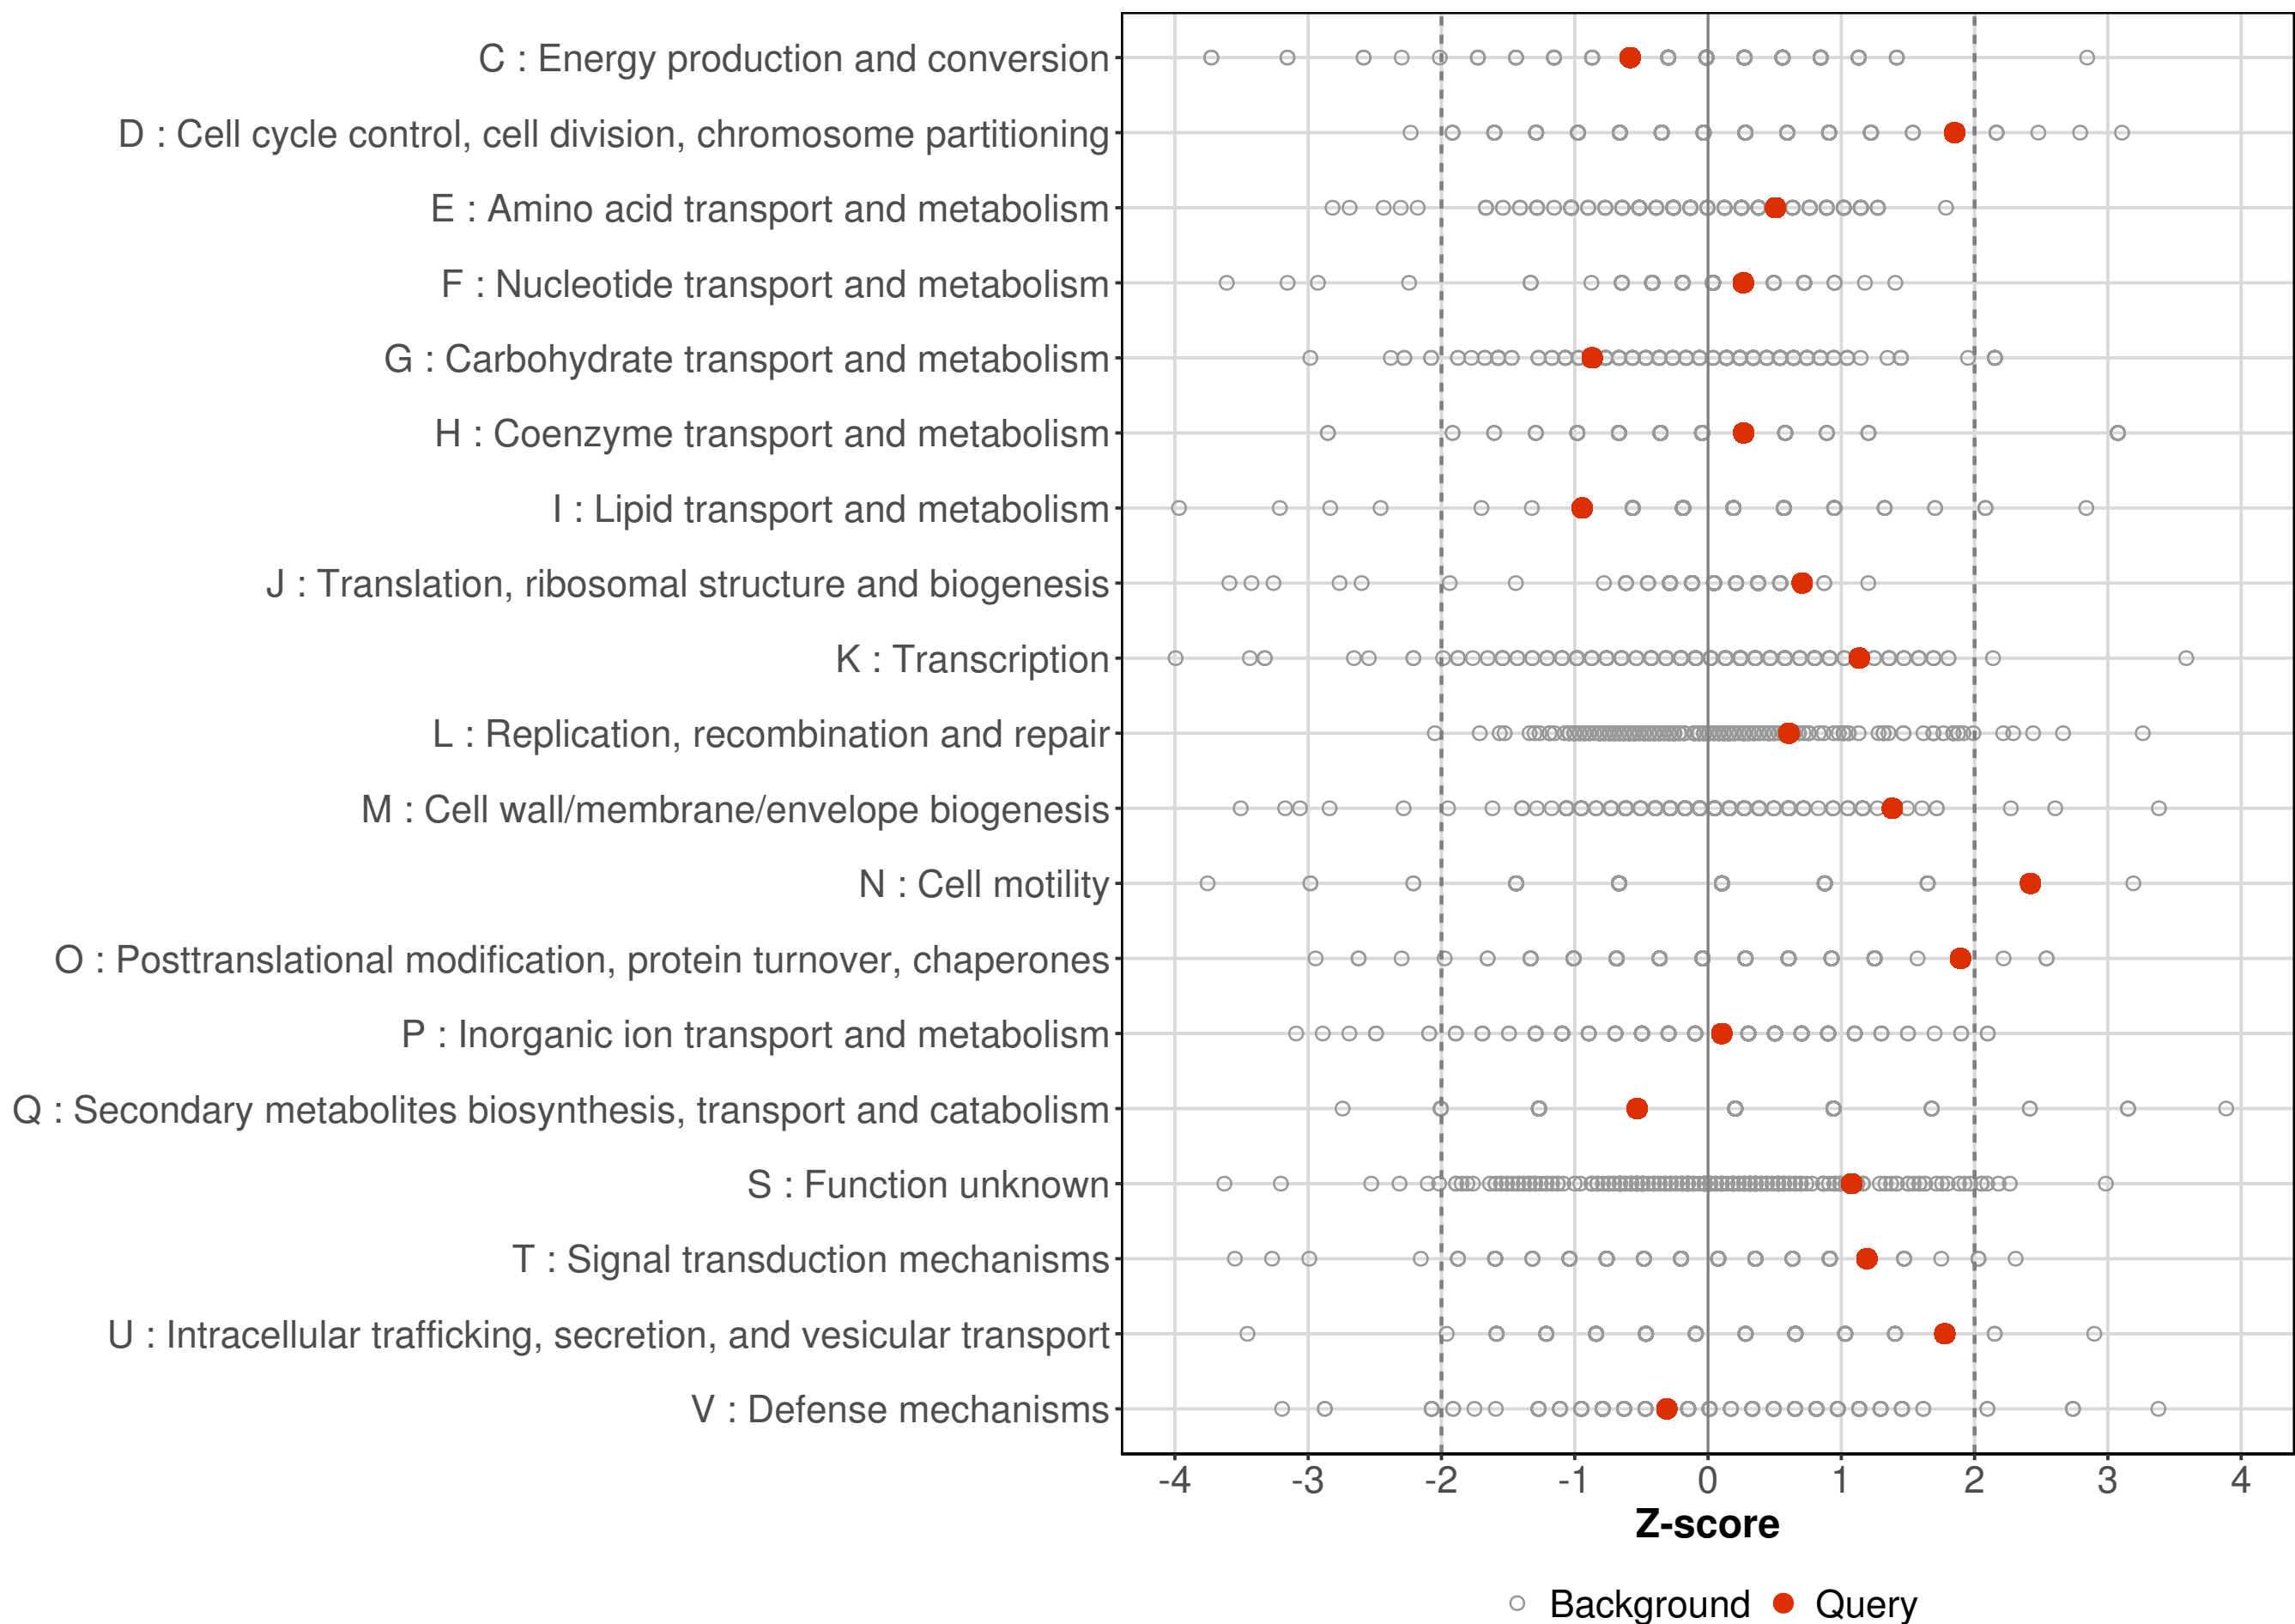 C : Energy production and conversion
D : Cell cycle control, cell division, chromosome partitioning
E : Amino acid transport and metabolism
F : Nucleotide transport and metabolism
G : Carbohydrate transport and metabolism
H : Coenzyme transport and metabolism
I : Lipid transport and metabolism
J : Translation, ribosomal structure and biogenesis
K : Transcription
L : Replication, recombination and repair
M : Cell wall/membrane/envelope biogenesis
N : Cell motility
O : Posttranslational modification, protein turnover, chaperones
P : Inorganic ion transport and metabolism
Q : Secondary metabolites biosynthesis, transport and catabolism
S : Function unknown
T : Signal transduction mechanisms
U : Intracellular trafficking, secretion, and vesicular transport
V : Defense mechanisms
-4 -3 -2 -1 0 1 2 3 4
Z-score
Background Query